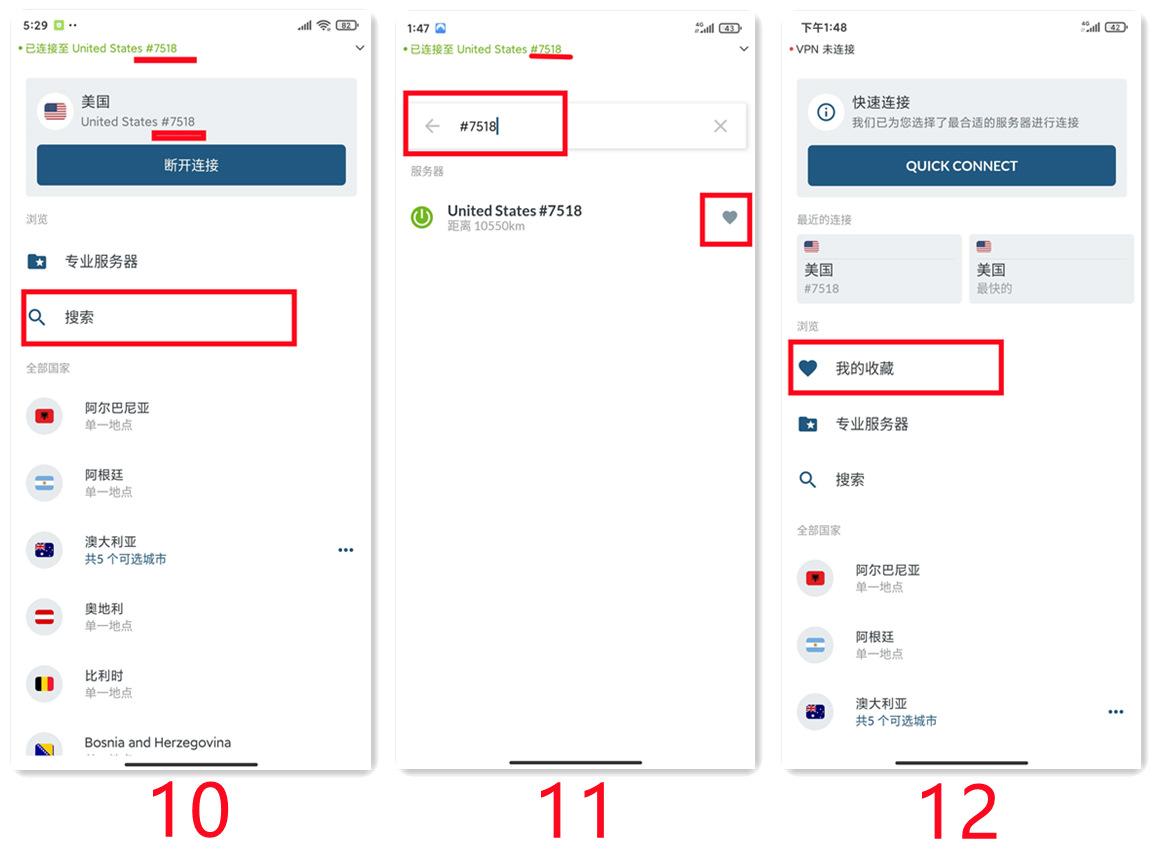 5:29
82
已连接至 United States #7518
美国
United States #7518
断开连接
浏览
专业服务器
搜索
全部国家
阿尔巴尼亚
单一地点
阿根廷
单一地点
澳大利亚
共5 个可选城市
奥地利
单一地点
比利时
单一地点
Bosnia and Herzegovina
10
1:47
4G
43
已连接至 United States #7518
#7518
服务器
United States #7518
距离 10550km
11
下午1:48
4G
42
VPN 未连接
快速连接
我们已为您选择了最合适的服务器进行连接
QUICK CONNECT
最近的连接
美国
#7518
美国
最快的
浏览
我的收藏
专业服务器
搜索
全部国家
阿尔巴尼亚
单一地点
阿根廷
单一地点
澳大利亚
共5 个可选城市
12